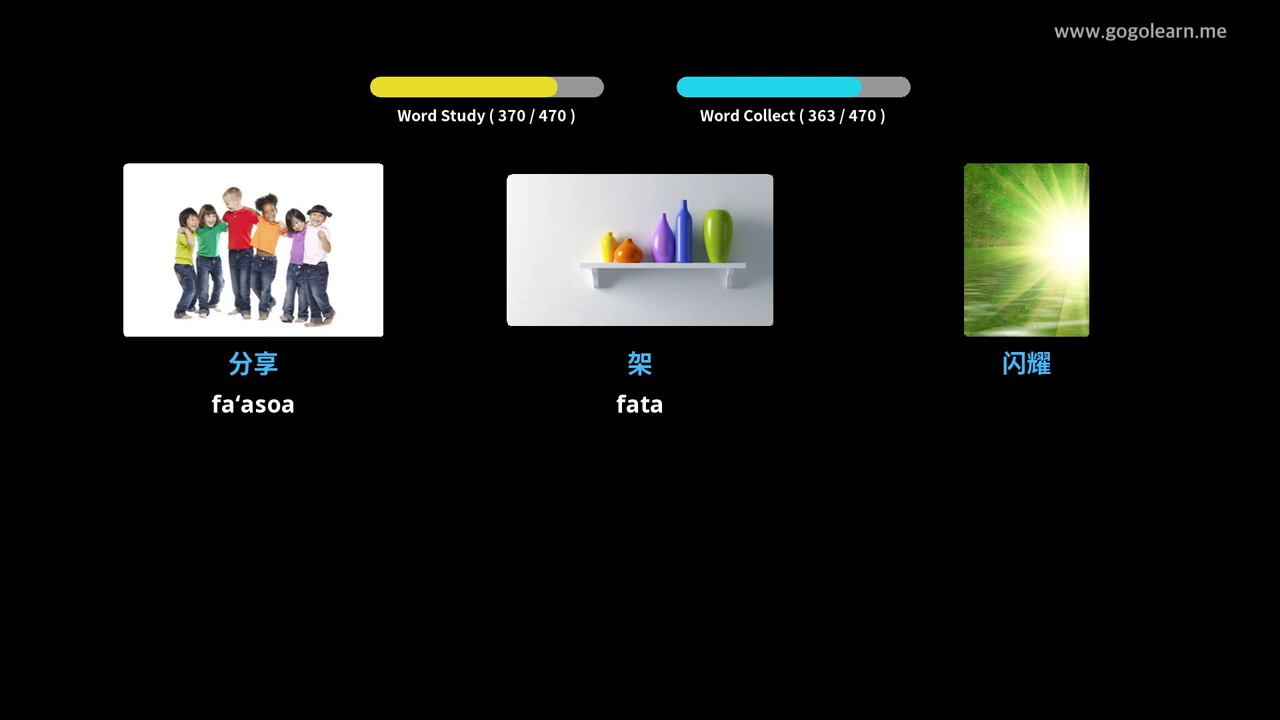 www.gogolearn.me
Word Study ( 370 / 470 )
Word Collect ( 363 / 470 )
分享
架
闪耀
fa‘asoa
fata